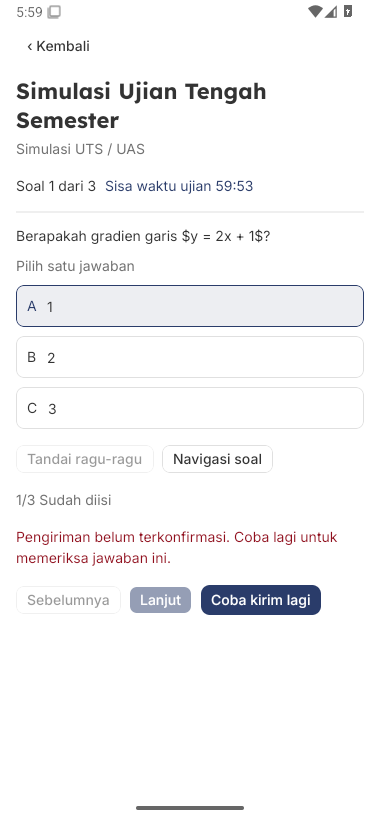 5:59
‹ Kembali
Simulasi Ujian Tengah
Semester
Simulasi UTS / UAS
Soal 1 dari 3 Sisa waktu ujian 59:53
Berapakah gradien garis $y = 2x + 1$?
Pilih satu jawaban
A 1
B 2
C 3
Tandai ragu-ragu Navigasi soal
1/3 Sudah diisi
Pengiriman belum terkonfirmasi. Coba lagi untuk
memeriksa jawaban ini.
Sebelumnya Lanjut Coba kirim lagi